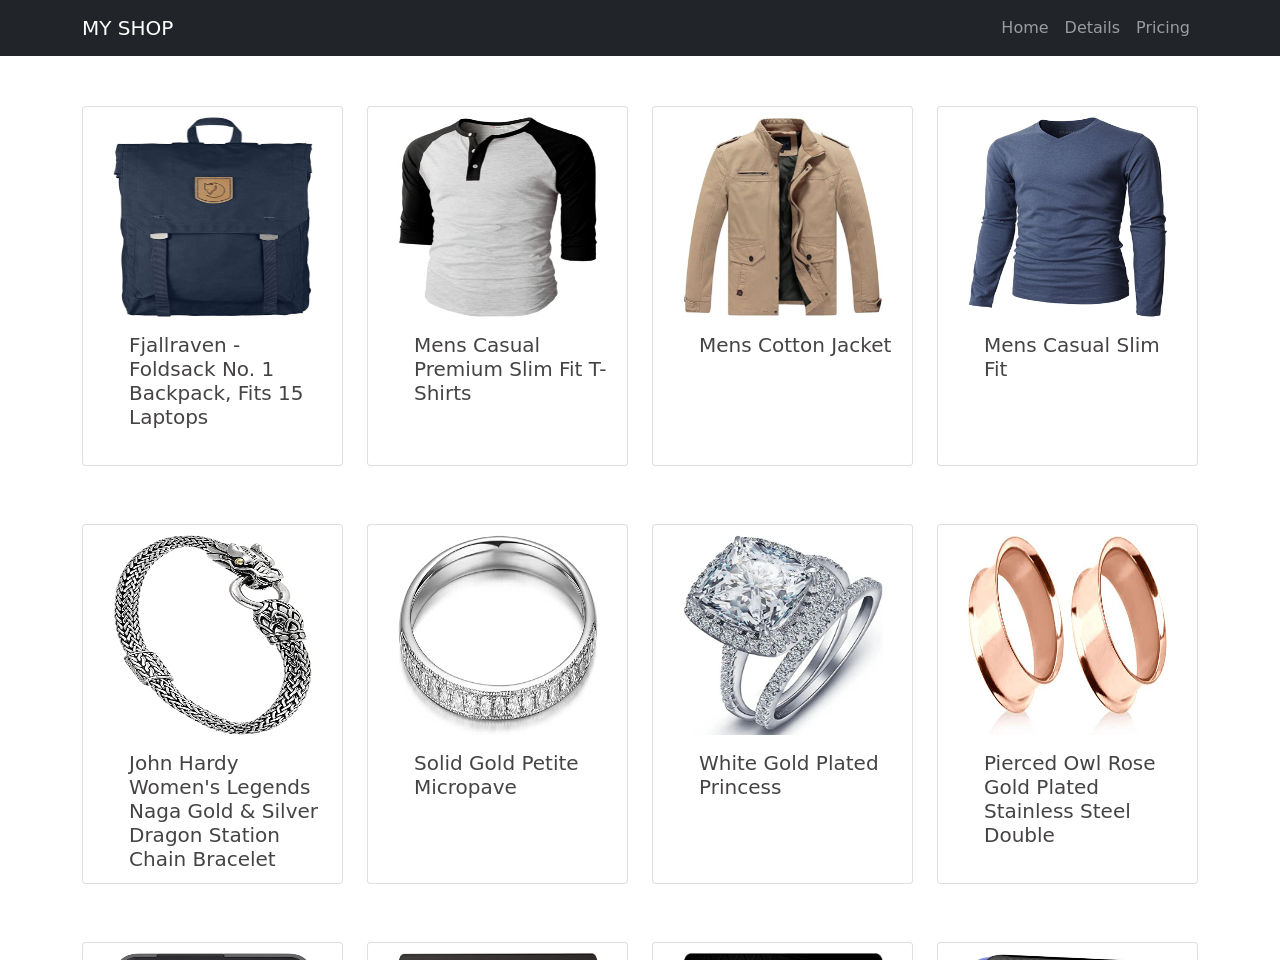 MY SHOP
Home Details Pricing
Fjallraven -
Foldsack No. 1
Backpack, Fits 15
Laptops
Mens Casual
Premium Slim Fit T-
Shirts
Mens Cotton Jacket
Mens Casual Slim
Fit
John Hardy
Women's Legends
Naga Gold & Silver
Dragon Station
Chain Bracelet
Solid Gold Petite
Micropave
White Gold Plated
Princess
Pierced Owl Rose
Gold Plated
Stainless Steel
Double